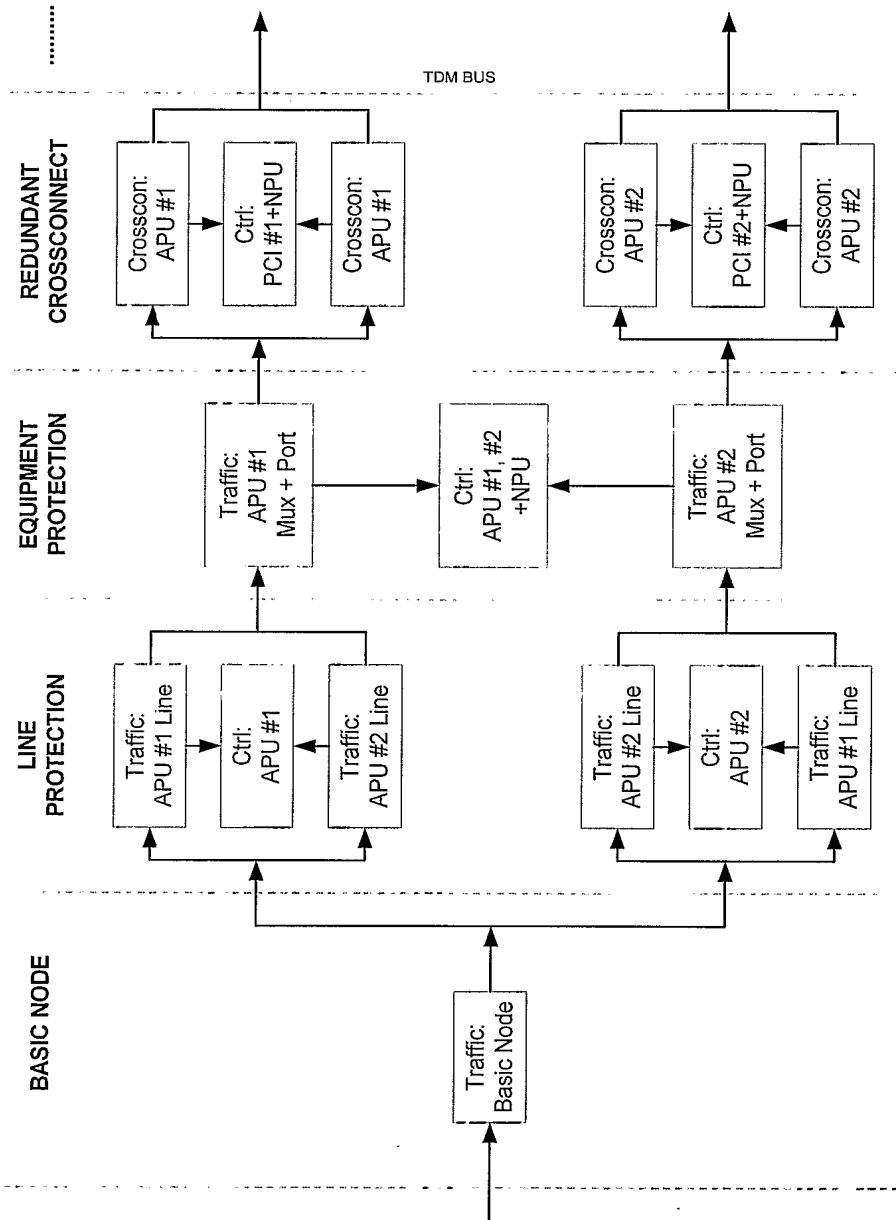 BASIC NODE
Traffic:
Basic Node
LINE
PROTECTION
Traffic:
APU #1 Line
Ctrl:
APU #1
Traffic:
APU #2 Line
Traffic:
APU #2 Line
Ctrl:
APU #2
Traffic:
APU #1 Line
EQUIPMENT
PROTECTION
Traffic:
APU #1
Mux + Port
Ctrl:
APU #1, #2
+NPU
Traffic:
APU #2
Mux + Port
REDUNDANT
CROSSCONNECT
Crosscon:
APU #1
Ctrl:
PCI #1+NPU
Crosscon:
APU #1
Crosscon:
APU #2
Ctrl:
PCI #2+NPU
Crosscon:
APU #2
TDM BUS
..........